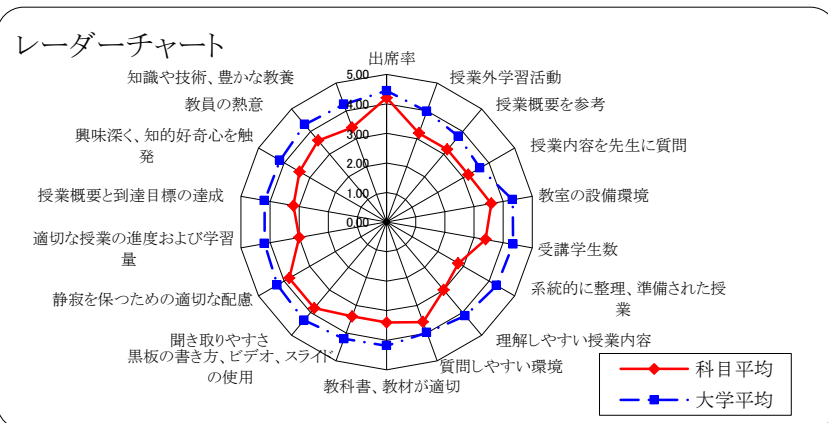 レーダーチャート
出席率
授業外学習活動
授業概要を参考
授業内容を先生に質問
教室の設備環境
受講学生数
系統的に整理、準備された授
業
理解しやすい授業内容
質問しやすい環境
教科書、教材が適切
黒板の書き方、ビデオ、スライド
の使用
聞き取りやすさ
静寂を保つための適切な配慮
適切な授業の進度および学習
量
授業概要と到達目標の達成
興味深く、知的好奇心を触
発
教員の熱意
知識や技術、豊かな教養
5.00
4.00
3.00
2.00
1.00
0.00
科目平均
大学平均